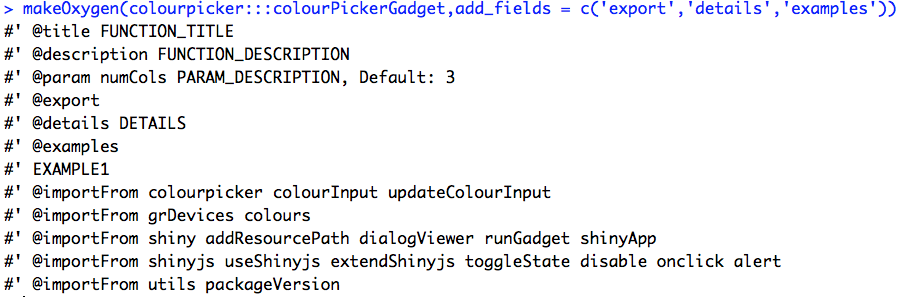 > makeOxygen(colourpicker:::colourPickerGadget,add_fields = c('export','details','examples'))
#' @title FUNCTION_TITLE
#' @description FUNCTION_DESCRIPTION
#' @param numCols PARAM_DESCRIPTION, Default: 3
#' @export
#' @details DETAILS
#' @examples
#' EXAMPLE1
#' @importFrom colourpicker colourInput updateColourInput
#' @importFrom grDevices colours
#' @importFrom shiny addResourcePath dialogViewer runGadget shinyApp
#' @importFrom shinyjs useShinyjs extendShinyjs toggleState disable onclick alert
#' @importFrom utils packageVersion